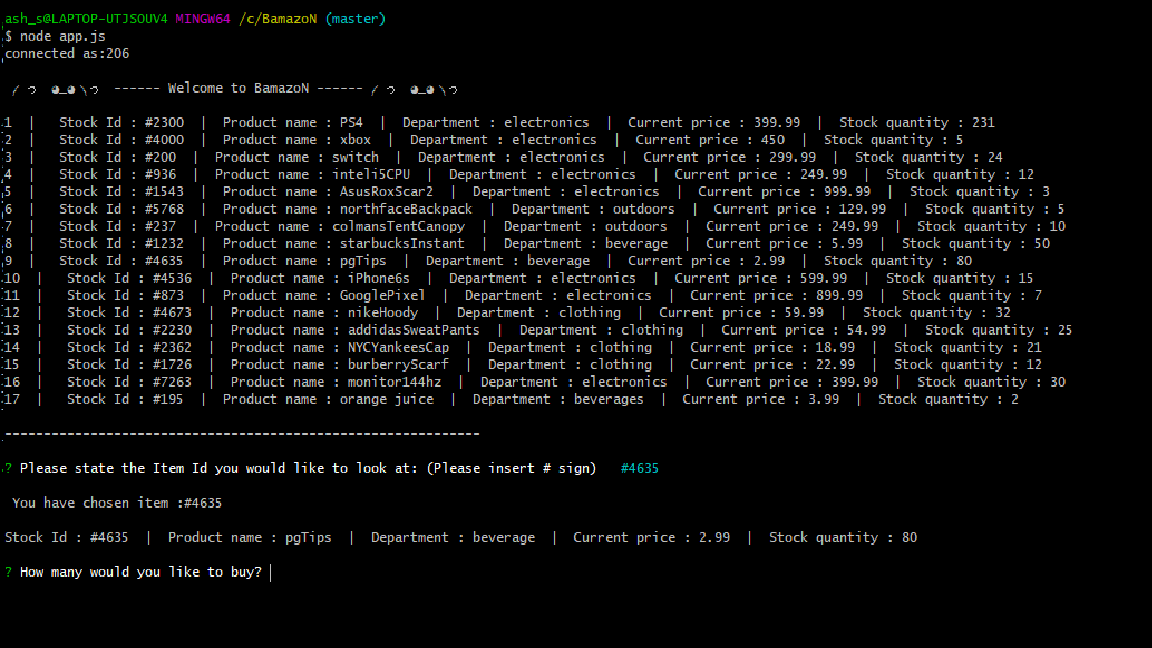 ash_s@LAPTOP-UTJSOUV4 MINGW64 /c/BamazoN (master)
$ node app.js
connected as:206
------ Welcome to BamazoN ------
1 | Stock Id : #2300 | Product name : PS4 | Department : electronics | Current price : 399.99 | Stock quantity : 231
2 | Stock Id : #4000 | Product name : xbox | Department : electronics | Current price : 450 | Stock quantity : 5
3 | Stock Id : #200 | Product name : switch | Department : electronics | Current price : 299.99 | Stock quantity : 24
4 | Stock Id : #936 | Product name : inteli5CPU | Department : electronics | Current price : 249.99 | Stock quantity : 12
5 | Stock Id : #1543 | Product name : AsusRoxScar2 | Department : electronics | Current price : 999.99 | Stock quantity : 3
6 | Stock Id : #5768 | Product name : northfaceBackpack | Department : outdoors | Current price : 129.99 | Stock quantity : 5
7 | Stock Id : #237 | Product name : colmansTentCanopy | Department : outdoors | Current price : 249.99 | Stock quantity : 10
8 | Stock Id : #1232 | Product name : starbucksInstant | Department : beverage | Current price : 5.99 | Stock quantity : 50
9 | Stock Id : #4635 | Product name : pgTips | Department : beverage | Current price : 2.99 | Stock quantity : 80
10 | Stock Id : #4536 | Product name : iPhone6s | Department : electronics | Current price : 599.99 | Stock quantity : 15
11 | Stock Id : #873 | Product name : GooglePixel | Department : electronics | Current price : 899.99 | Stock quantity : 7
12 | Stock Id : #4673 | Product name : nikeHoody | Department : clothing | Current price : 59.99 | Stock quantity : 32
13 | Stock Id : #2230 | Product name : addidasSweatPants | Department : clothing | Current price : 54.99 | Stock quantity : 25
14 | Stock Id : #2362 | Product name : NYCYankeesCap | Department : clothing | Current price : 18.99 | Stock quantity : 21
15 | Stock Id : #1726 | Product name : burberryScarf | Department : clothing | Current price : 22.99 | Stock quantity : 12
16 | Stock Id : #7263 | Product name : monitor144hz | Department : electronics | Current price : 399.99 | Stock quantity : 30
17 | Stock Id : #195 | Product name : orange juice | Department : beverages | Current price : 3.99 | Stock quantity : 2
-------------------------------------------------------------
? Please state the Item Id you would like to look at: (Please insert # sign) #4635
You have chosen item :#4635
Stock Id : #4635 | Product name : pgTips | Department : beverage | Current price : 2.99 | Stock quantity : 80
? How many would you like to buy?